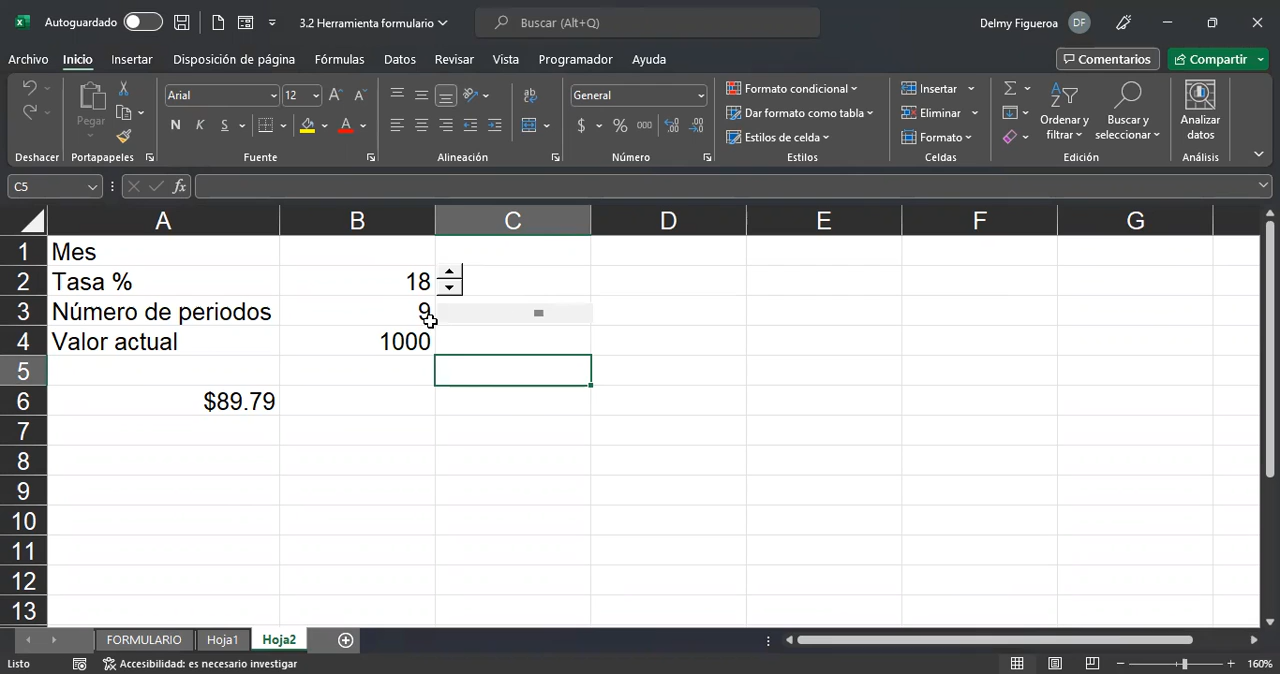 Autoguardado 3.2 Herramienta formulario Buscar (Alt+Q) Delmy Figueroa DF
Archivo Inicio Insertar Disposición de página Fórmulas Datos Revisar Vista Programador Ayuda Comentarios Compartir
Pegar Arial 12 General $ % 000
N K S
Formato condicional
Dar formato como tabla
Estilos de celda
Insertar
Eliminar
Formato
Ordenar y filtrar
Buscar y seleccionar
Analizar datos
Deshacer Portapapeles Fuente Alineación Número Estilos Celdas Edición Análisis
C5 fx
A B C D E F G
1 Mes
2 Tasa % 18
3 Número de periodos 9
4 Valor actual 1000
5
6 $89.79
7
8
9
10
11
12
13
FORMULARIO Hoja1 Hoja2
Listo Accesibilidad: es necesario investigar 160%